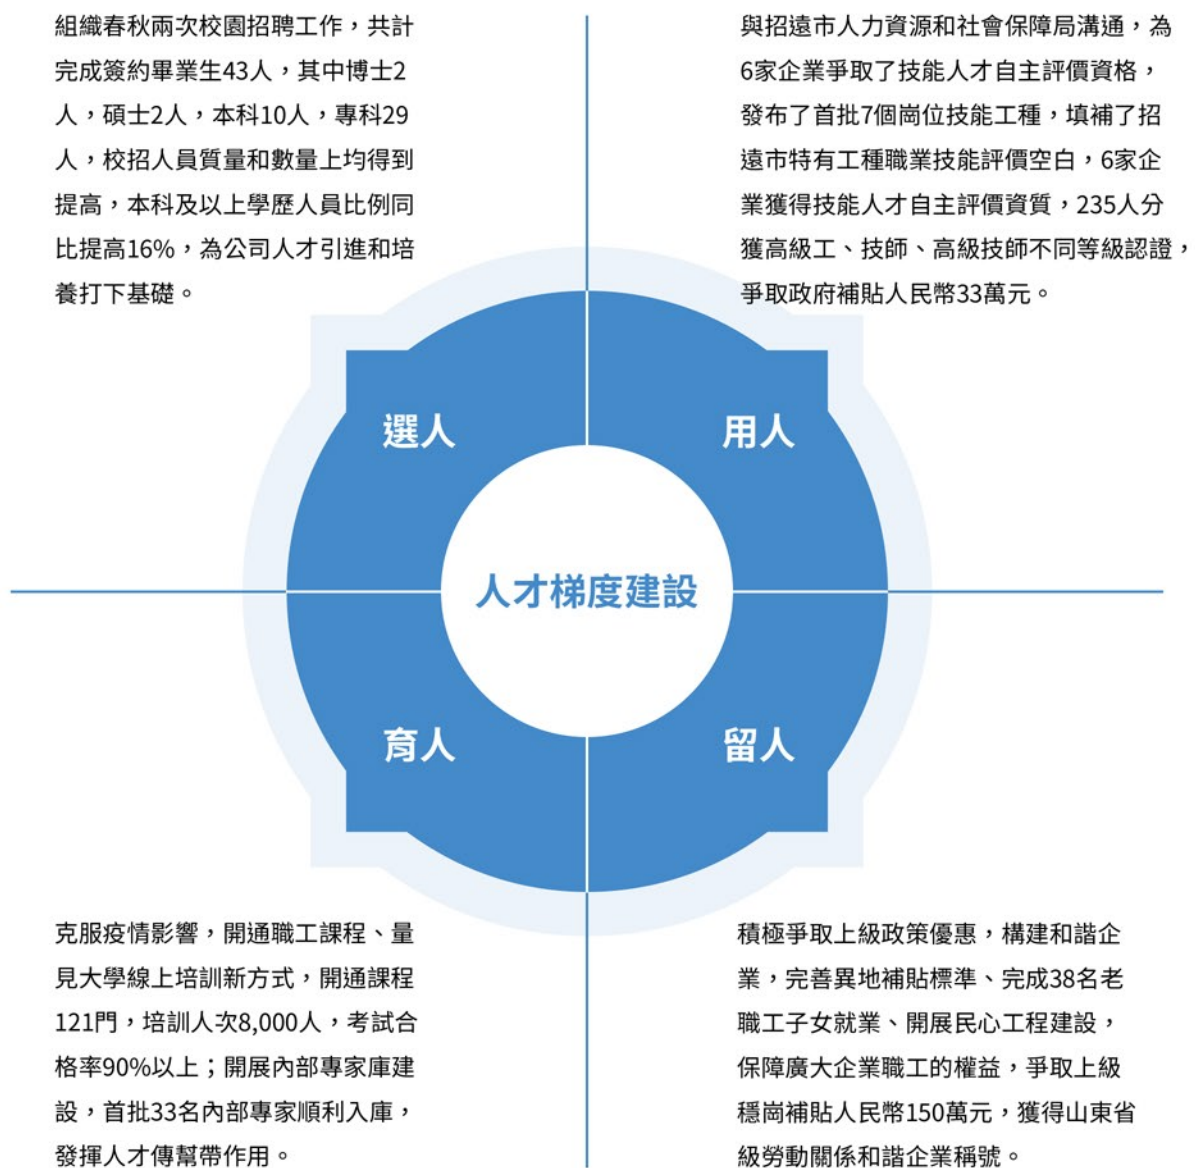 組織春秋兩次校園招聘工作，共計
完成簽約畢業生43人，其中博士2
人，碩士2人，本科10人，專科29
人，校招人員質量和數量上均得到
提高，本科及以上學歷人員比例同
比提高16%，為公司人才引進和培
養打下基礎。
與招遠市人力資源和社會保障局溝通，為
6家企業爭取了技能人才自主評價資格，
發布了首批7個崗位技能工種，填補了招
遠市特有工種職業技能評價空白，6家企
業獲得技能人才自主評價資質，235人分
獲高級工、技師、高級技師不同等級認證，
爭取政府補貼人民幣33萬元。
選人
用人
人才梯度建設
育人
留人
克服疫情影響，開通職工課程、量
見大學線上培訓新方式，開通課程
121門，培訓人次8,000人，考試合
格率90%以上；開展內部專家庫建
設，首批33名內部專家順利入庫，
發揮人才傳幫帶作用。
積極爭取上級政策優惠，構建和諧企
業，完善異地補貼標準、完成38名老
職工子女就業、開展民心工程建設，
保障廣大企業職工的權益，爭取上級
穩崗補貼人民幣150萬元，獲得山東省
級勞動關係和諧企業稱號。